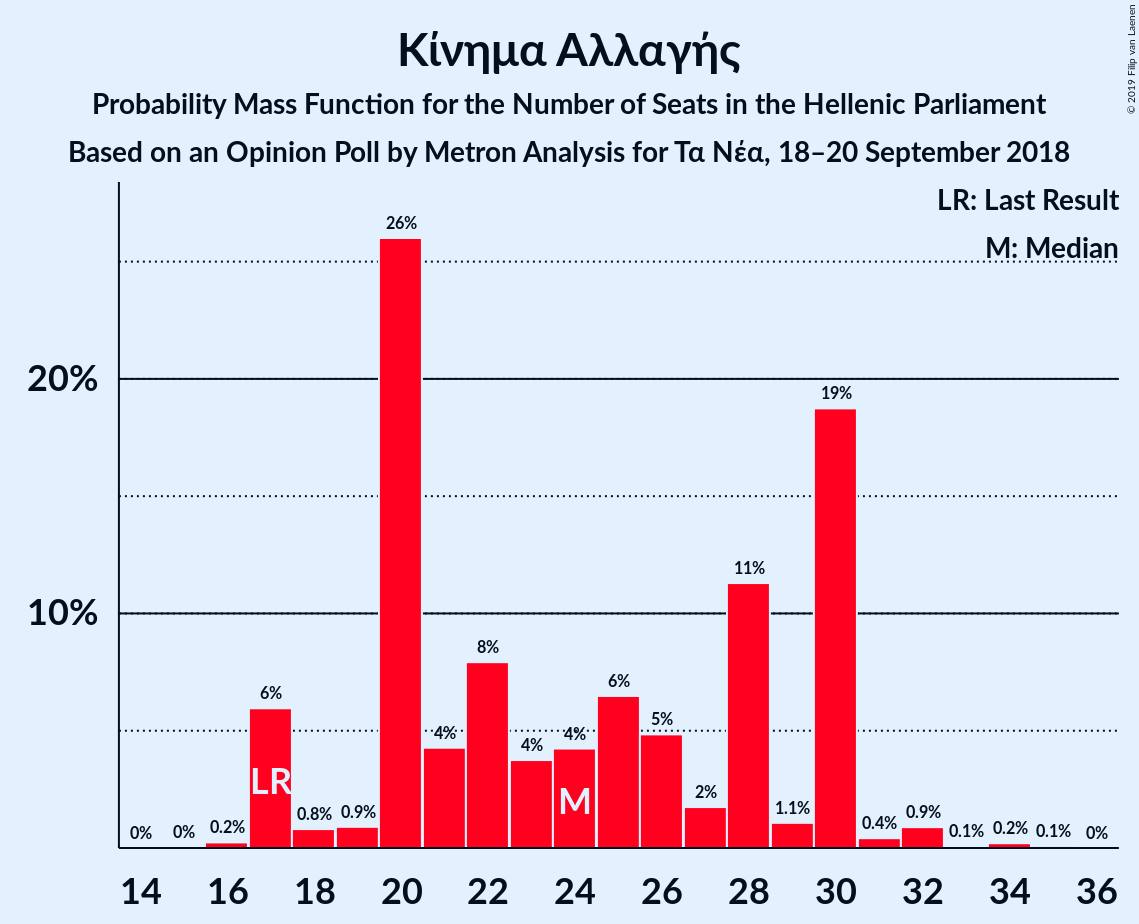 Κίνημα Αλλαγής
Probability Mass Function for the Number of Seats in the Hellenic Parliament
Based on an Opinion Poll by Metron Analysis for Τα Νέα, 18–20 September 2018
© 2019 Filip van Laenen
LR: Last Result
M: Median
20%
10%
0%
0%
0.2%
6%
0.8%
0.9%
26%
4%
8%
4%
4%
6%
5%
2%
11%
1.1%
19%
0.4%
0.9%
0.1%
0.2%
0.1%
0%
LR
M
14 16 18 20 22 24 26 28 30 32 34 36